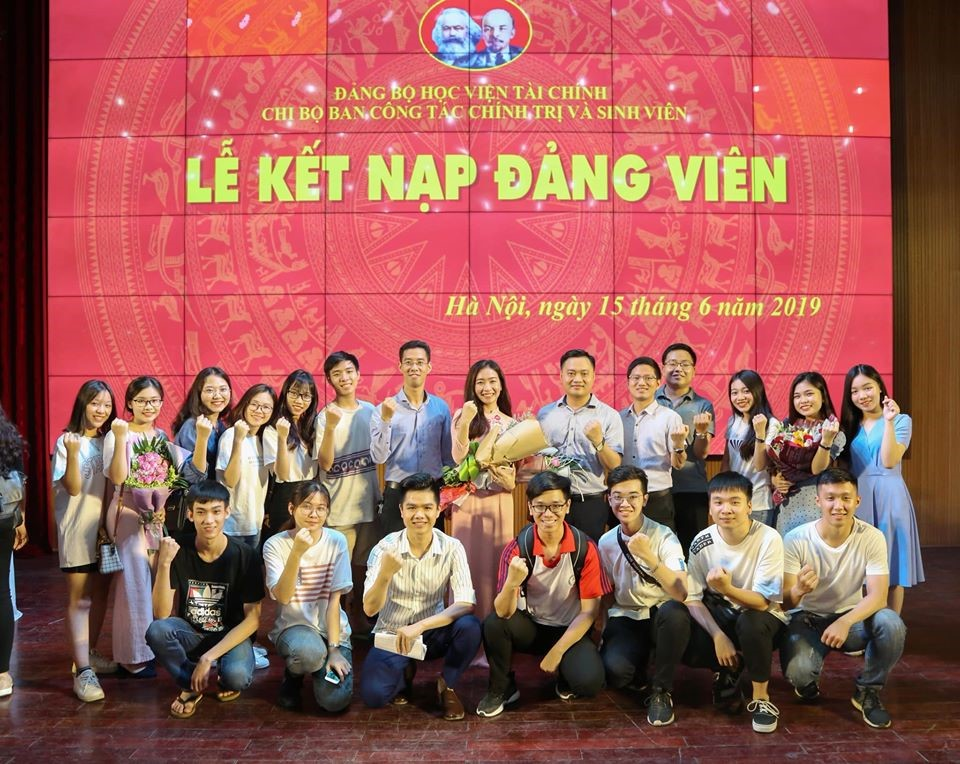 ĐẢNG BỘ HỌC VIỆN TÀI CHÍNH
CHI BỘ BAN CÔNG TÁC CHÍNH TRỊ VÀ SINH VIÊN
LỄ KẾT NẠP ĐẢNG VIÊN
Hà Nội, ngày 15 tháng 6 năm 2019
adidas